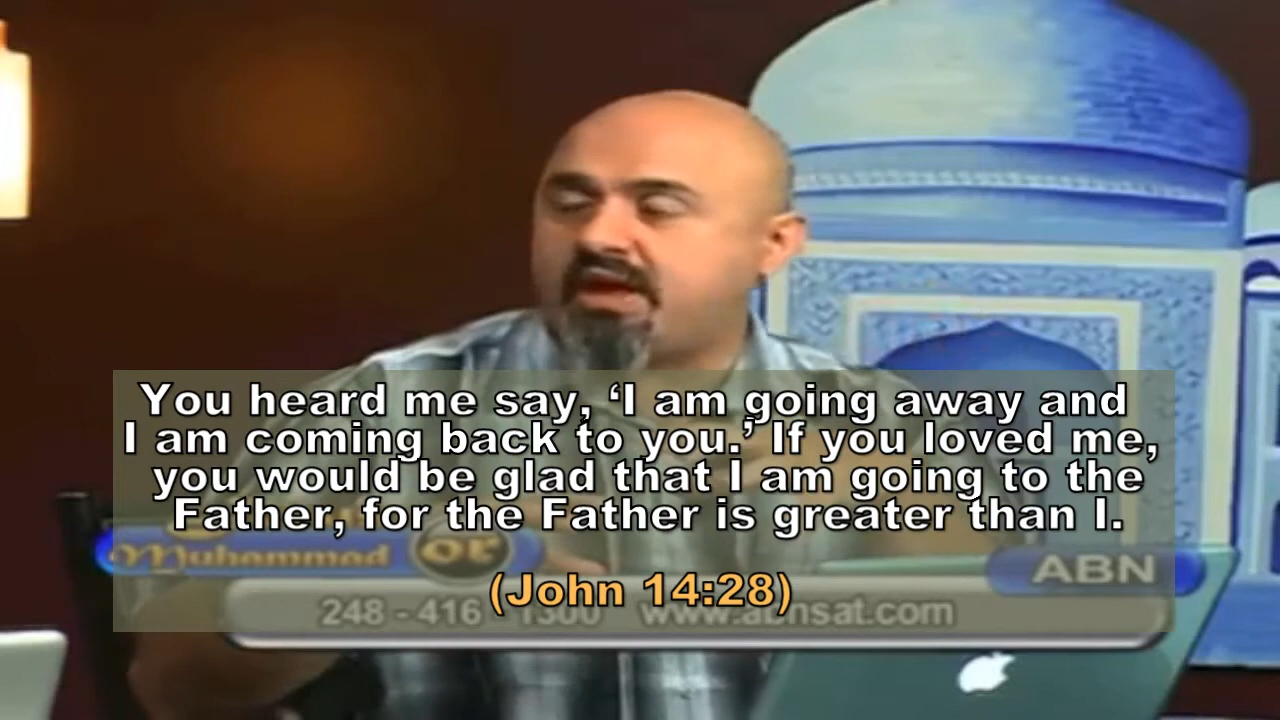 You heard me say, ‘I am going away and
I am coming back to you.’ If you loved me,
you would be glad that I am going to the
Father, for the Father is greater than I.
(John 14:28)
Muhammad or
ABN
248 - 416 - 1300 www.abnsat.com